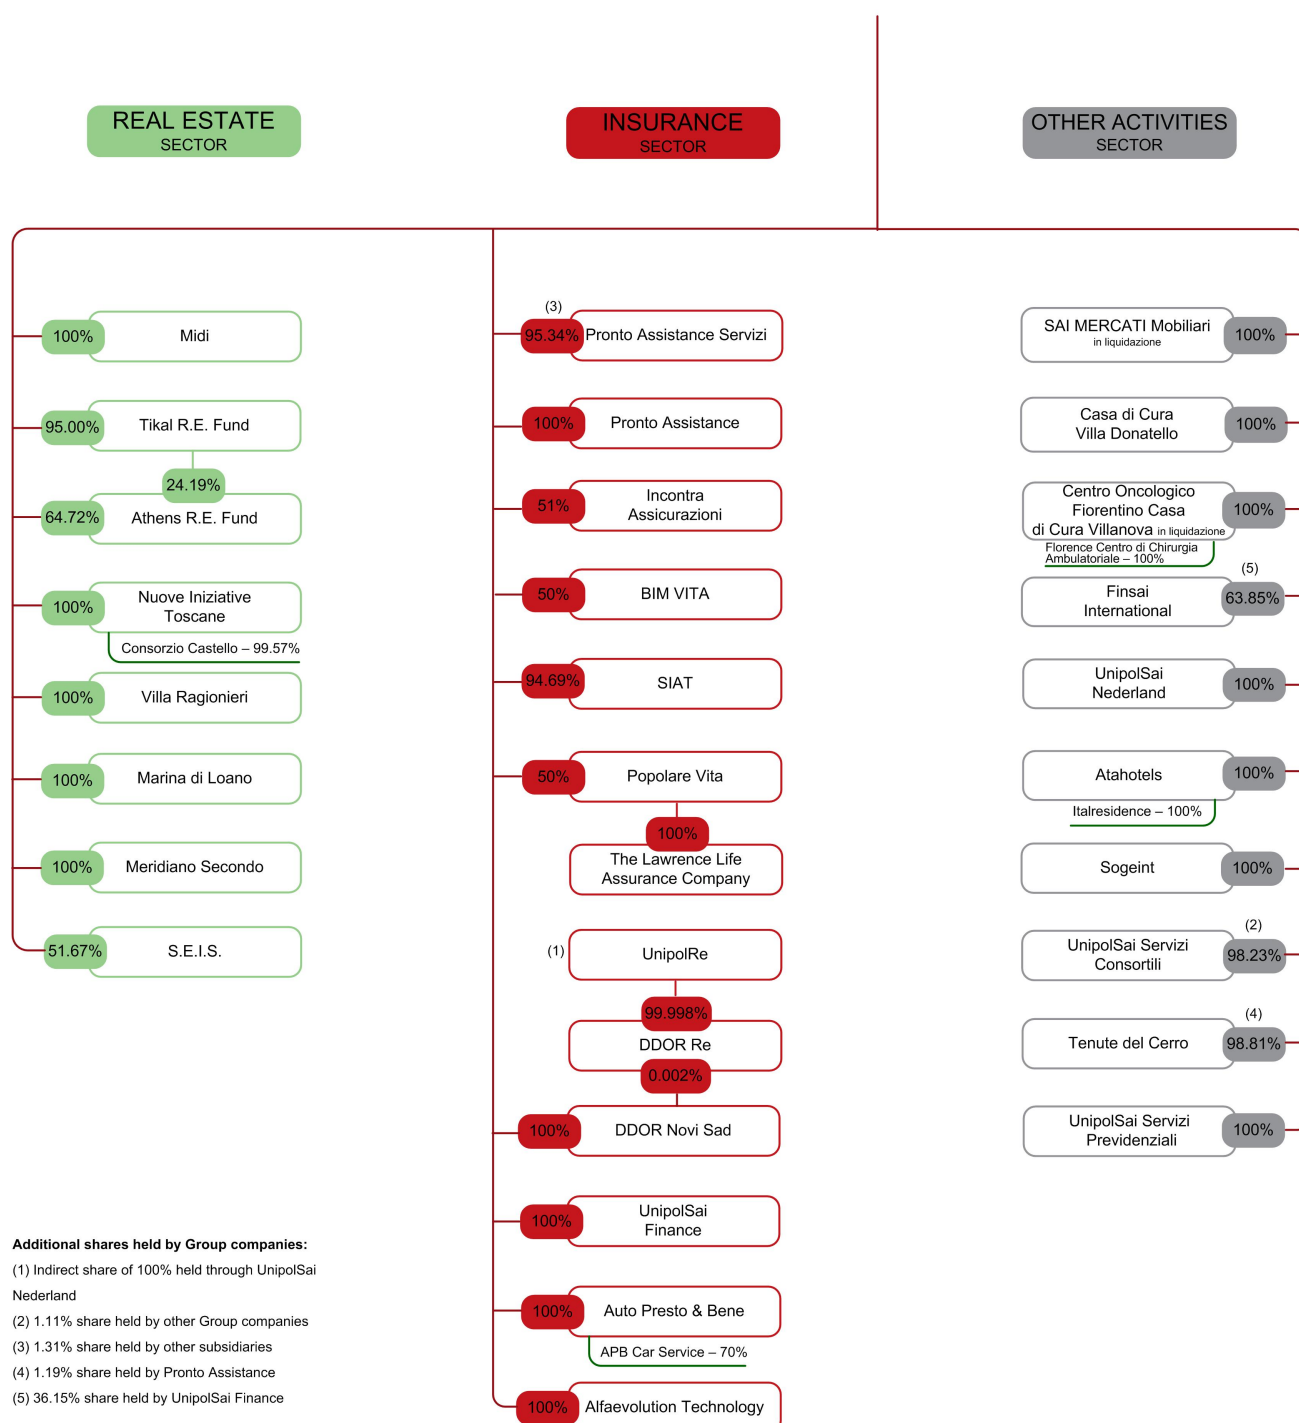 REAL ESTATE
SECTOR
100%
Midi
95.00%
Tikal R.E. Fund
24.19%
64.72%
Athens R.E. Fund
100%
Nuove Iniziative
Toscane
Consorzio Castello – 99.57%
100%
Villa Ragionieri
100%
Marina di Loano
100%
Meridiano Secondo
51.67%
S.E.I.S.
INSURANCE
SECTOR
(3)
95.34%
Pronto Assistance Servizi
100%
Pronto Assistance
51%
Incontra
Assicurazioni
50%
BIM VITA
94.69%
SIAT
50%
Popolare Vita
100%
The Lawrence Life
Assurance Company
(1)
UnipolRe
99.998%
DDOR Re
0.002%
100%
DDOR Novi Sad
100%
UnipolSai
Finance
100%
Auto Presto & Bene
APB Car Service – 70%
100%
Alfaevolution Technology
OTHER ACTIVITIES
SECTOR
SAI MERCATI Mobiliari
in liquidazione
100%
Casa di Cura
Villa Donatello
100%
Centro Oncologico
Fiorentino Casa
di Cura Villanova in liquidazione
100%
Florence Centro di Chirurgia
Ambulatoriale – 100%
(5)
Finsai
International
63.85%
UnipolSai
Nederland
100%
Atahotels
100%
Italresidence – 100%
Sogeint
100%
(2)
UnipolSai Servizi
Consortili
98.23%
(4)
Tenute del Cerro
98.81%
UnipolSai Servizi
Previdenziali
100%
Additional shares held by Group companies:
(1) Indirect share of 100% held through UnipolSai
Nederland
(2) 1.11% share held by other Group companies
(3) 1.31% share held by other subsidiaries
(4) 1.19% share held by Pronto Assistance
(5) 36.15% share held by UnipolSai Finance